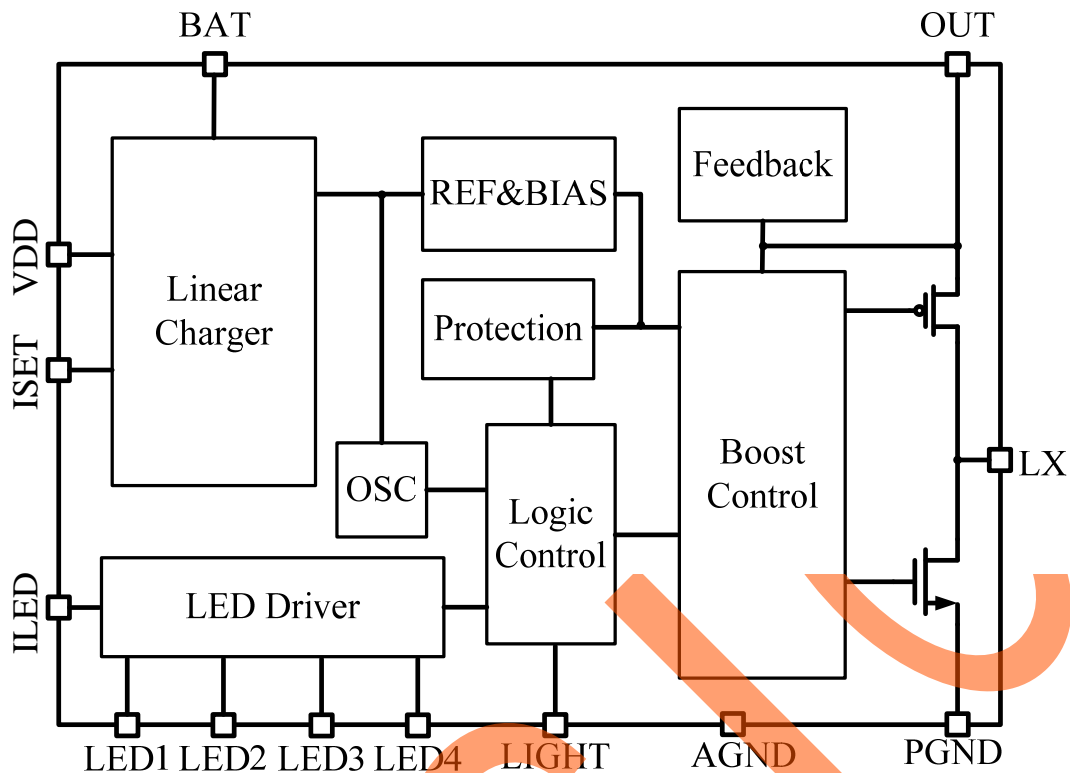 BAT
OUT
Feedback
REF&BIAS
VDD
Linear
Charger
Protection
ISET
Boost
Control
LX
OSC
Logic
Control
ILED
LED Driver
LED1
LED2
LED3
LED4
LIGHT
AGND
PGND